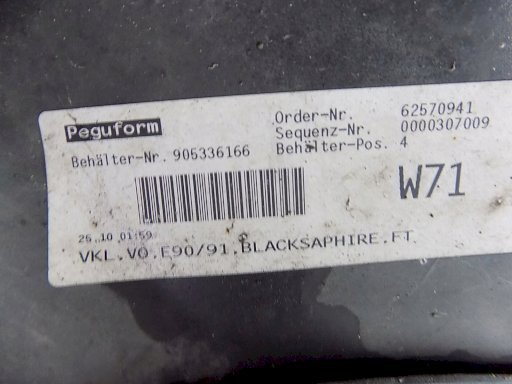 Peguform
Order-Nr. 62570941
Sequenz-Nr. 0000307009
Behälter-Nr. 905336166
Behälter-Pos. 4
W71
25.10 01:59
VKL.VO.E90/91.BLACKSAPHIRE.FT